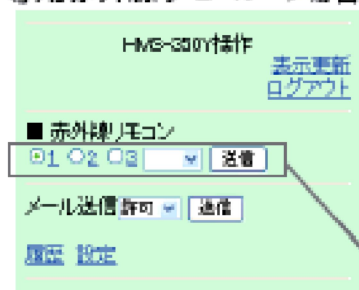 HMS-350Y操作
表示更新
ログアウト
■ 赤外線リモコン
1 2 3 送信
メール送信 許可 送信
履歴 設定